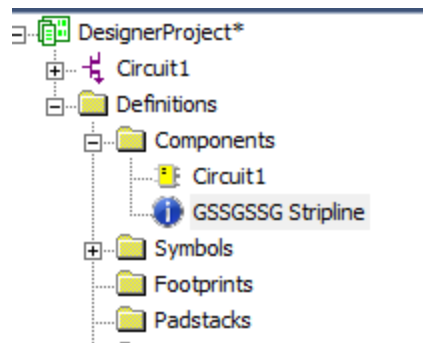 DesignerProject*
Circuit1
Definitions
Components
Circuit1
GSSGSSG Stripline
Symbols
Footprints
Padstacks